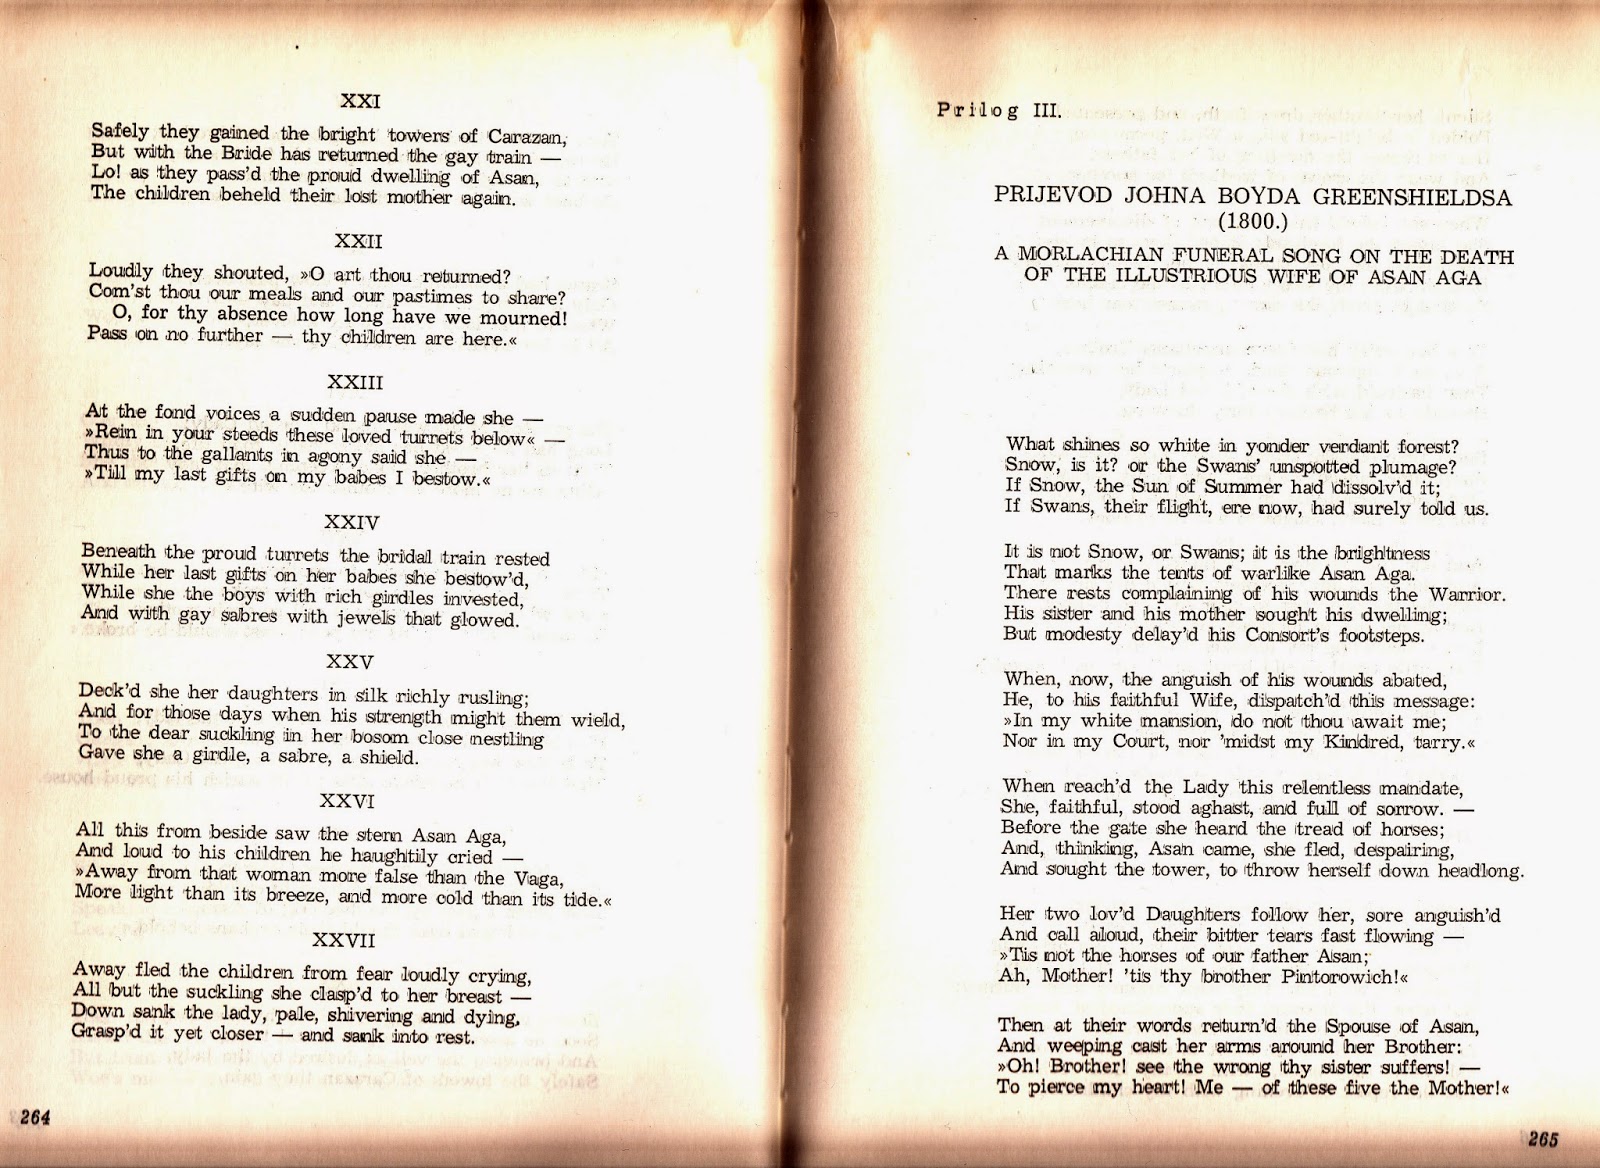 XXI
Safely they gained the bright towers of Carazan,
But with the Bride has returned the gay train —
Lo! as they pass'd the proud dwelling of Asan,
The children beheld their lost mother again.
XXII
Loudly they shouted, »O art thou returned?
Com'st thou our meals and our pastimes to share?
O, for thy absence how long have we mourned!
Pass on no further — thy children are here.«
XXIII
At the fond voices a sudden pause made she —
»Rein in your steeds these loved turrets below« —
Thus to the gallants in agony said she —
»Till my last gifts on my babes I bestow.«
XXIV
Beneath the proud turrets the bridal train rested
While her last gifts on her babes she bestow'd,
While she the boys with rich girdles invested,
And with gay sabres with jewels that glowed.
XXV
Deck'd she her daughters in silk richly rusling;
And for those days when his strength might them wield,
To the dear suckling in her bosom close nestling
Gave she a girdle, a sabre, a shield.
XXVI
All this from beside saw the stern Asan Aga,
And loud to his children he haughtily cried —
»Away from that woman more false than the Vaga,
More light than its breeze, and more cold than its tide.«
XXVII
Away fled the children from fear loudly crying,
All but the suckling she clasp'd to her breast —
Down sank the lady, pale, shivering and dying,
Grasp'd it yet closer — and sank into rest.
264
Prilog III.
PRIJEVOD JOHNA BOYDA GREENSHIELDSA
(1800.)
A MORLACHIAN FUNERAL SONG ON THE DEATH
OF THE ILLUSTRIOUS WIFE OF ASAN AGA
What shines so white in yonder verdant forest?
Snow, is it? or the Swans' unspotted plumage?
If Snow, the Sun of Summer had dissolv'd it;
If Swans, their flight, ere now, had surely told us.
It is not Snow, or Swans; it is the brightness
That marks the tents of warlike Asan Aga.
There rests complaining of his wounds the Warrior.
His sister and his mother sought his dwelling;
But modesty delay'd his Consort's footsteps.
When, now, the anguish of his wounds abated,
He, to his faithful Wife, dispatch'd this message:
»In my white mansion, do not thou await me;
Nor in my Court, nor 'midst my Kindred, tarry.«
When reach'd the Lady this relentless mandate,
She, faithful, stood aghast, and full of sorrow. —
Before the gate she heard the tread of horses;
And, thinking, Asan came, she fled, despairing,
And sought the tower, to throw herself down headlong.
Her two lov'd Daughters follow her, sore anguish'd
And call aloud, their bitter tears fast flowing —
»Tis not the horses of our father Asan;
Ah, Mother! 'tis thy brother Pintorowich!«
Then at their words return'd the Spouse of Asan,
And weeping cast her arms around her Brother:
»Oh! Brother! see the wrong thy sister suffers! —
To pierce my heart! Me — of these five the Mother!«
265